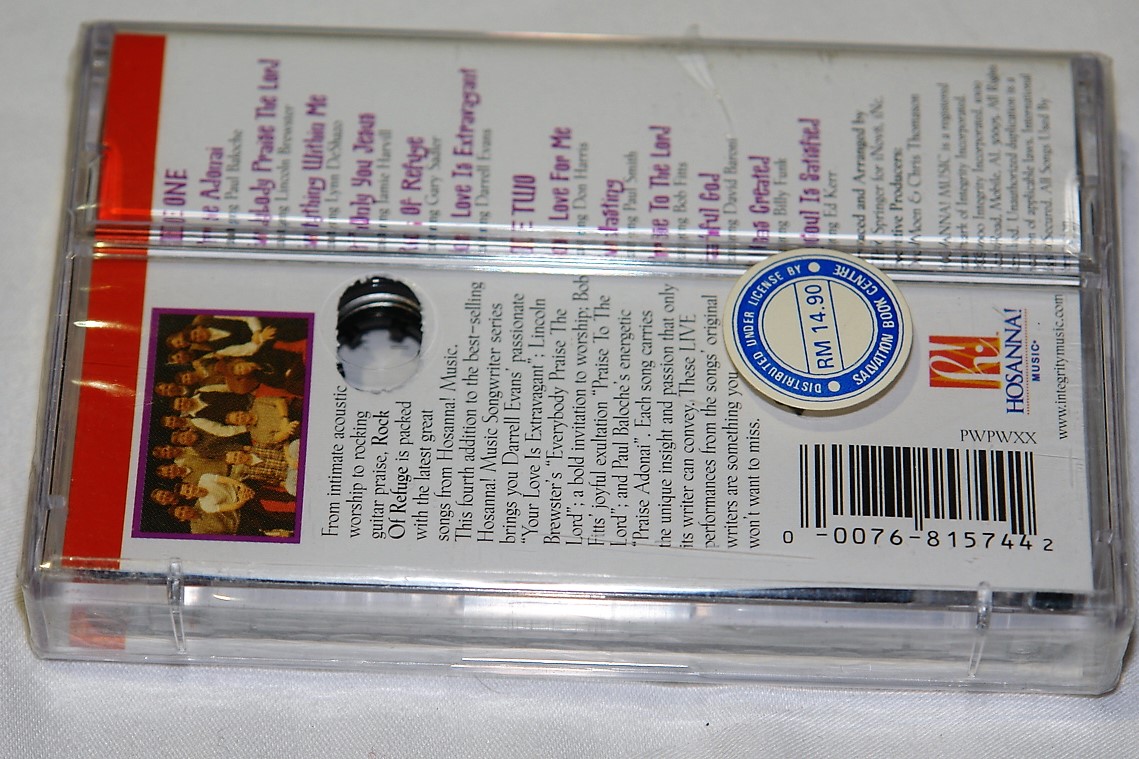 ONE
Adonai
Paul Baloche
Praise The Lord
Lincoln Brewster
Within Me
Lynn DeShazo
Only You Jesus
Jamie Harvill
Of Refuge
Gary Sadler
Love Is Extravagant
Darrell Evans
TWO
Love For Me
Don Harris
Waiting
Paul Smith
To The Lord
Bob Fitts
God
David Baroni
Created
Billy Funk
Soul Is Satisfied
Ed Kerr
and Arranged by
Springer for
Producers:
& Chris Thomason
MUSIC is a registered
of Integrity Incorporated.
Integrity Incorporated, 1000
Mobile, AL 36695. All Rights
Unauthorized duplication is a
of applicable laws. International
Secured. All Songs Used By
From intimate acoustic
worship to rocking
guitar praise, Rock
Of Refuge is packed
with the latest great
songs from Hosanna! Music.
This fourth addition to the best-selling
Hosanna! Music Songwriter series
brings you Darrell Evans' passionate
"Your Love Is Extravagant"; Lincoln
Brewster's "Everybody Praise The
Lord"; a bold invitation to worship; Bob
Fitts' joyful exultation "Praise To The
Lord"; and Paul Baloche's energetic
"Praise Adonai". Each song carries
the unique insight and passion that only
its writer can convey. These LIVE
performances from the songs original
writers are something you
won't want to miss.
DISTRIBUTED UNDER LICENSE BY
RM 14.90
SALVATION BOOK CENTRE
HOSANNA!
MUSIC
www.integritymusic.com
PWPWXX
0 -0076-815744 2